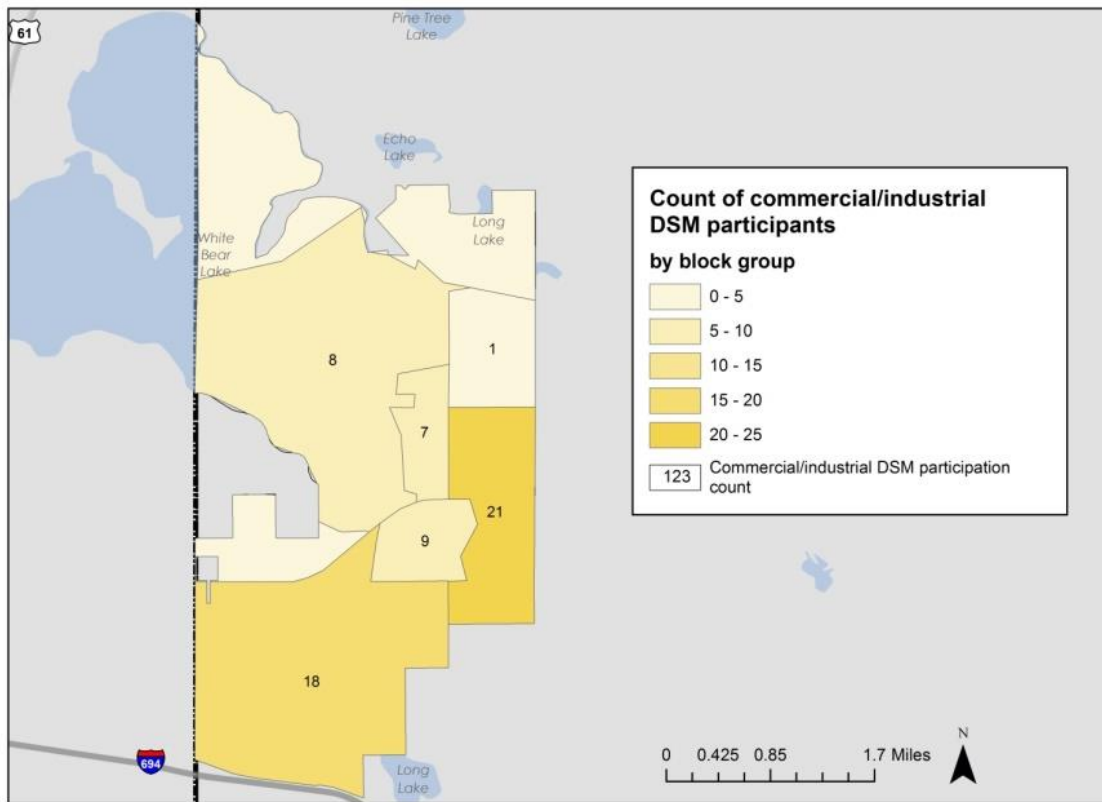 61
Pine Tree
Lake
Echo
Lake
White
Bear
Lake
Long
Lake
8
1
7
21
9
18
694
Long
Lake
Count of commercial/industrial
DSM participants
by block group
0 - 5
5 - 10
10 - 15
15 - 20
20 - 25
123 Commercial/industrial DSM participation
count
0 0.425 0.85 1.7 Miles
N